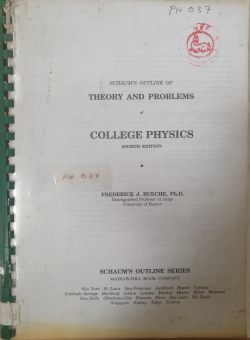 PH 037.
SCHAUM'S OUTLINE OF
THEORY AND PROBLEMS
of
COLLEGE PHYSICS
EIGHTH EDITION
PH 037
FREDERICK J. BUECHE, Ph.D.
Distinguished Professor at Large
University of Dayton
SCHAUM'S OUTLINE SERIES
McGRAW-HILL BOOK COMPANY
New York St. Louis San Francisco Auckland Bogotá Caracas
Colorado Springs Hamburg Lisbon London Madrid Mexico Milan Montreal
New Delhi Oklahoma City Panama Paris San Juan São Paulo
Singapore Sydney Tokyo Toronto